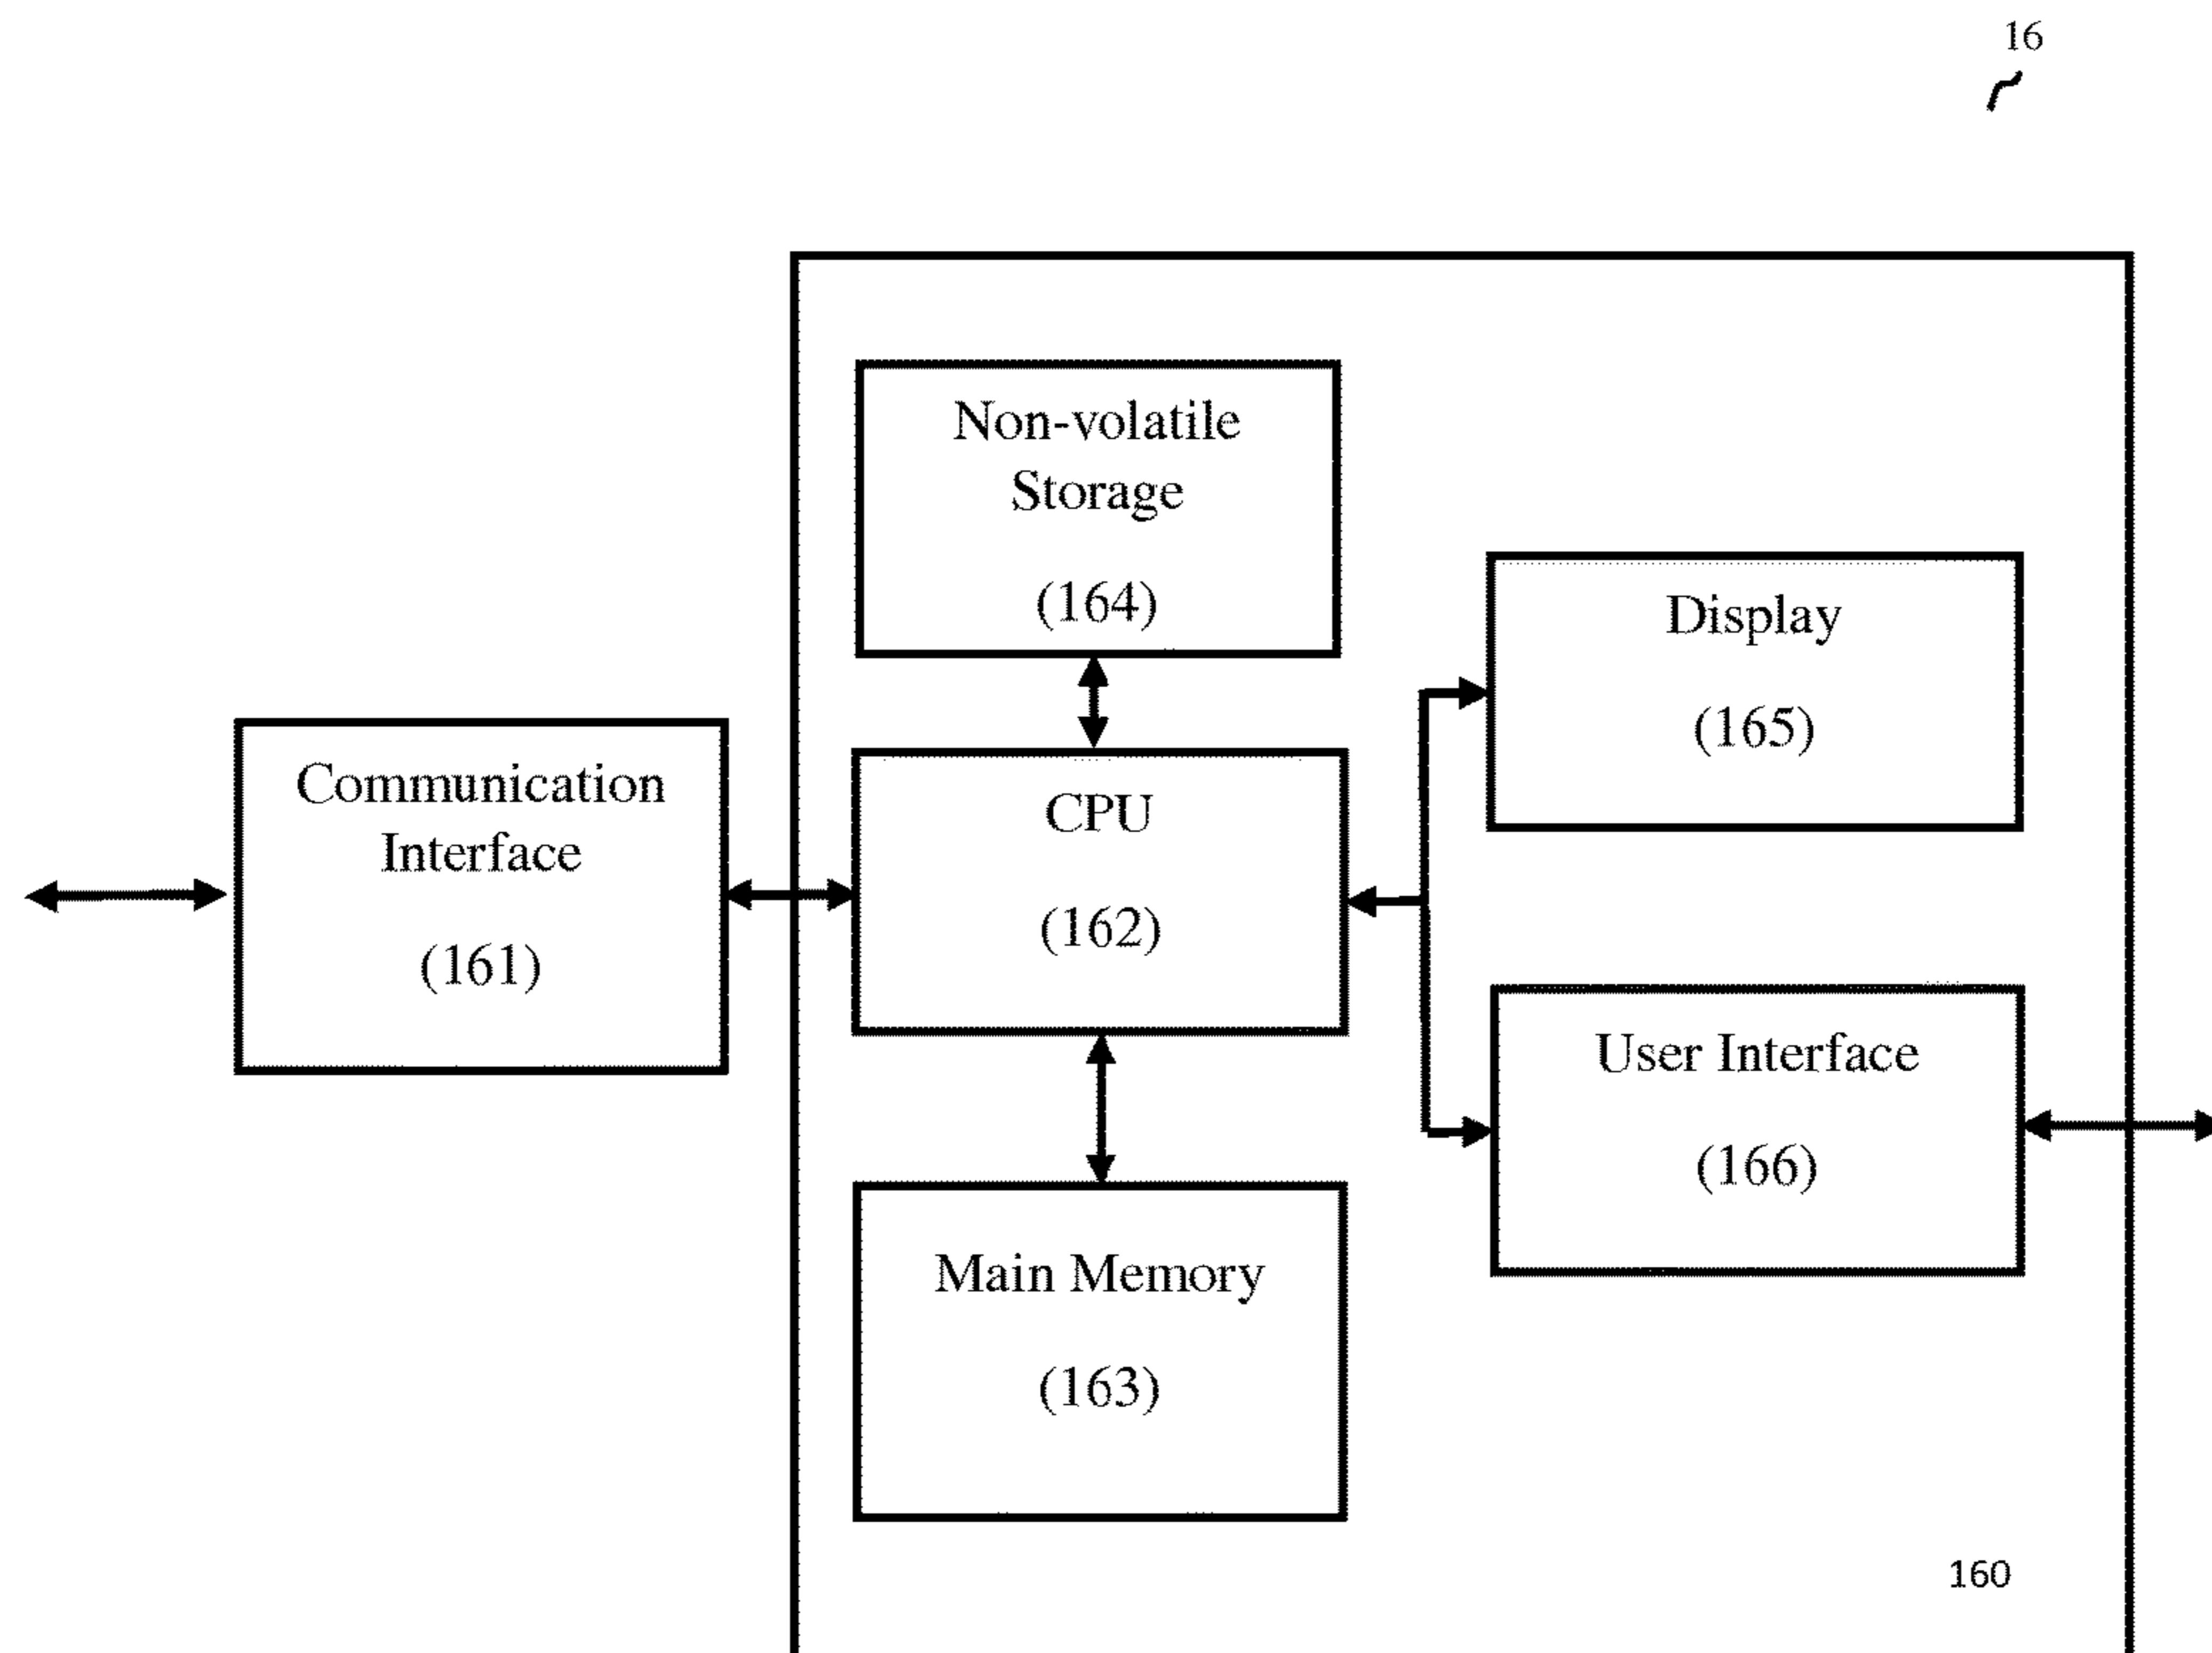 16
Non-volatile
Storage
(164)
Display
(165)
Communication
Interface
(161)
CPU
(162)
User Interface
(166)
Main Memory
(163)
160